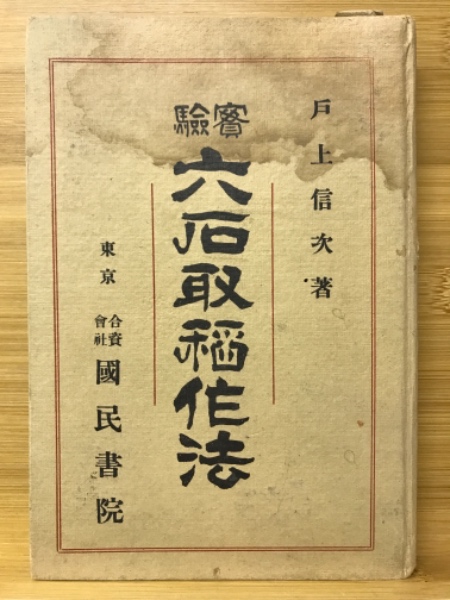 戶上信次著
實驗
六石取稻作法
東京
合資
會社
國民書院